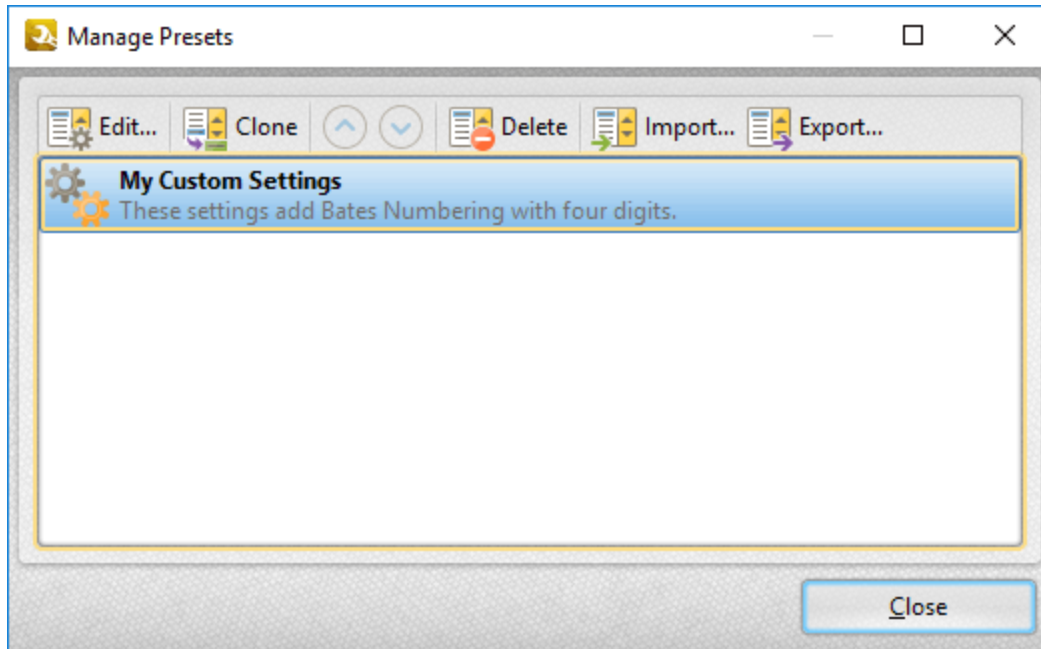 Manage Presets
Edit... Clone Delete Import... Export...
My Custom Settings
These settings add Bates Numbering with four digits.
Close